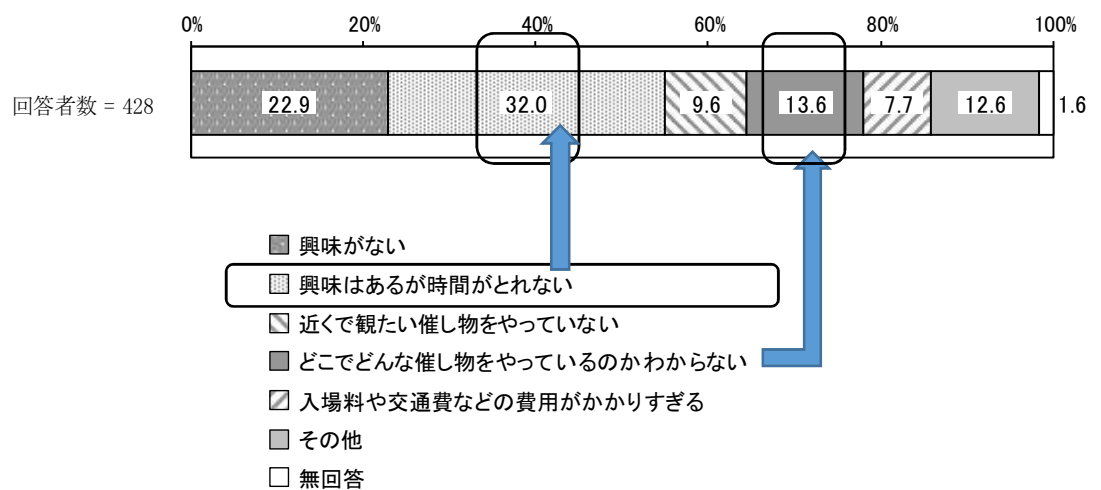 0% 20% 40% 60% 80% 100%
回答者数 = 428
22.9 32.0 9.6 13.6 7.7 12.6 1.6
興味がない
興味はあるが時間がとれない
近くで観たい催し物をやっていない
どこでどんな催し物をやっているのかわからない
入場料や交通費などの費用がかかりすぎる
その他
無回答